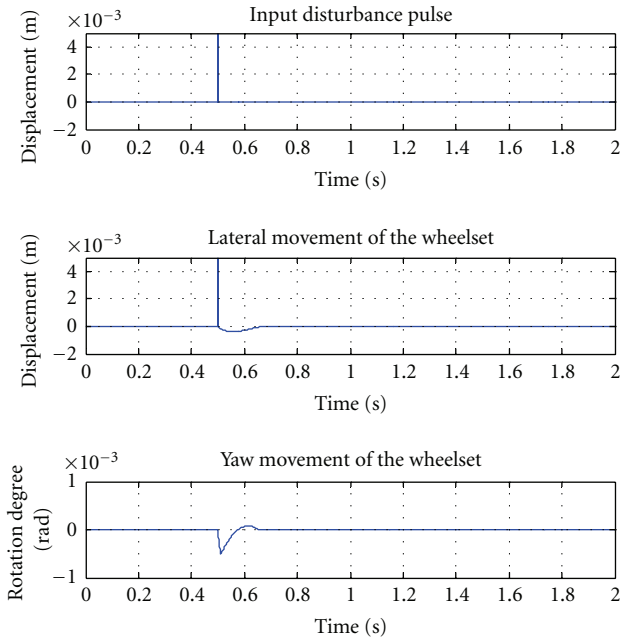 Input disturbance pulse
×10−3
Displacement (m)
4
2
0
−2
0 0.2 0.4 0.6 0.8 1 1.2 1.4 1.6 1.8 2
Time (s)
Lateral movement of the wheelset
×10−3
Displacement (m)
4
2
0
−2
0 0.2 0.4 0.6 0.8 1 1.2 1.4 1.6 1.8 2
Time (s)
Yaw movement of the wheelset
×10−3
Rotation degree
(rad)
1
0
−1
0 0.2 0.4 0.6 0.8 1 1.2 1.4 1.6 1.8 2
Time (s)